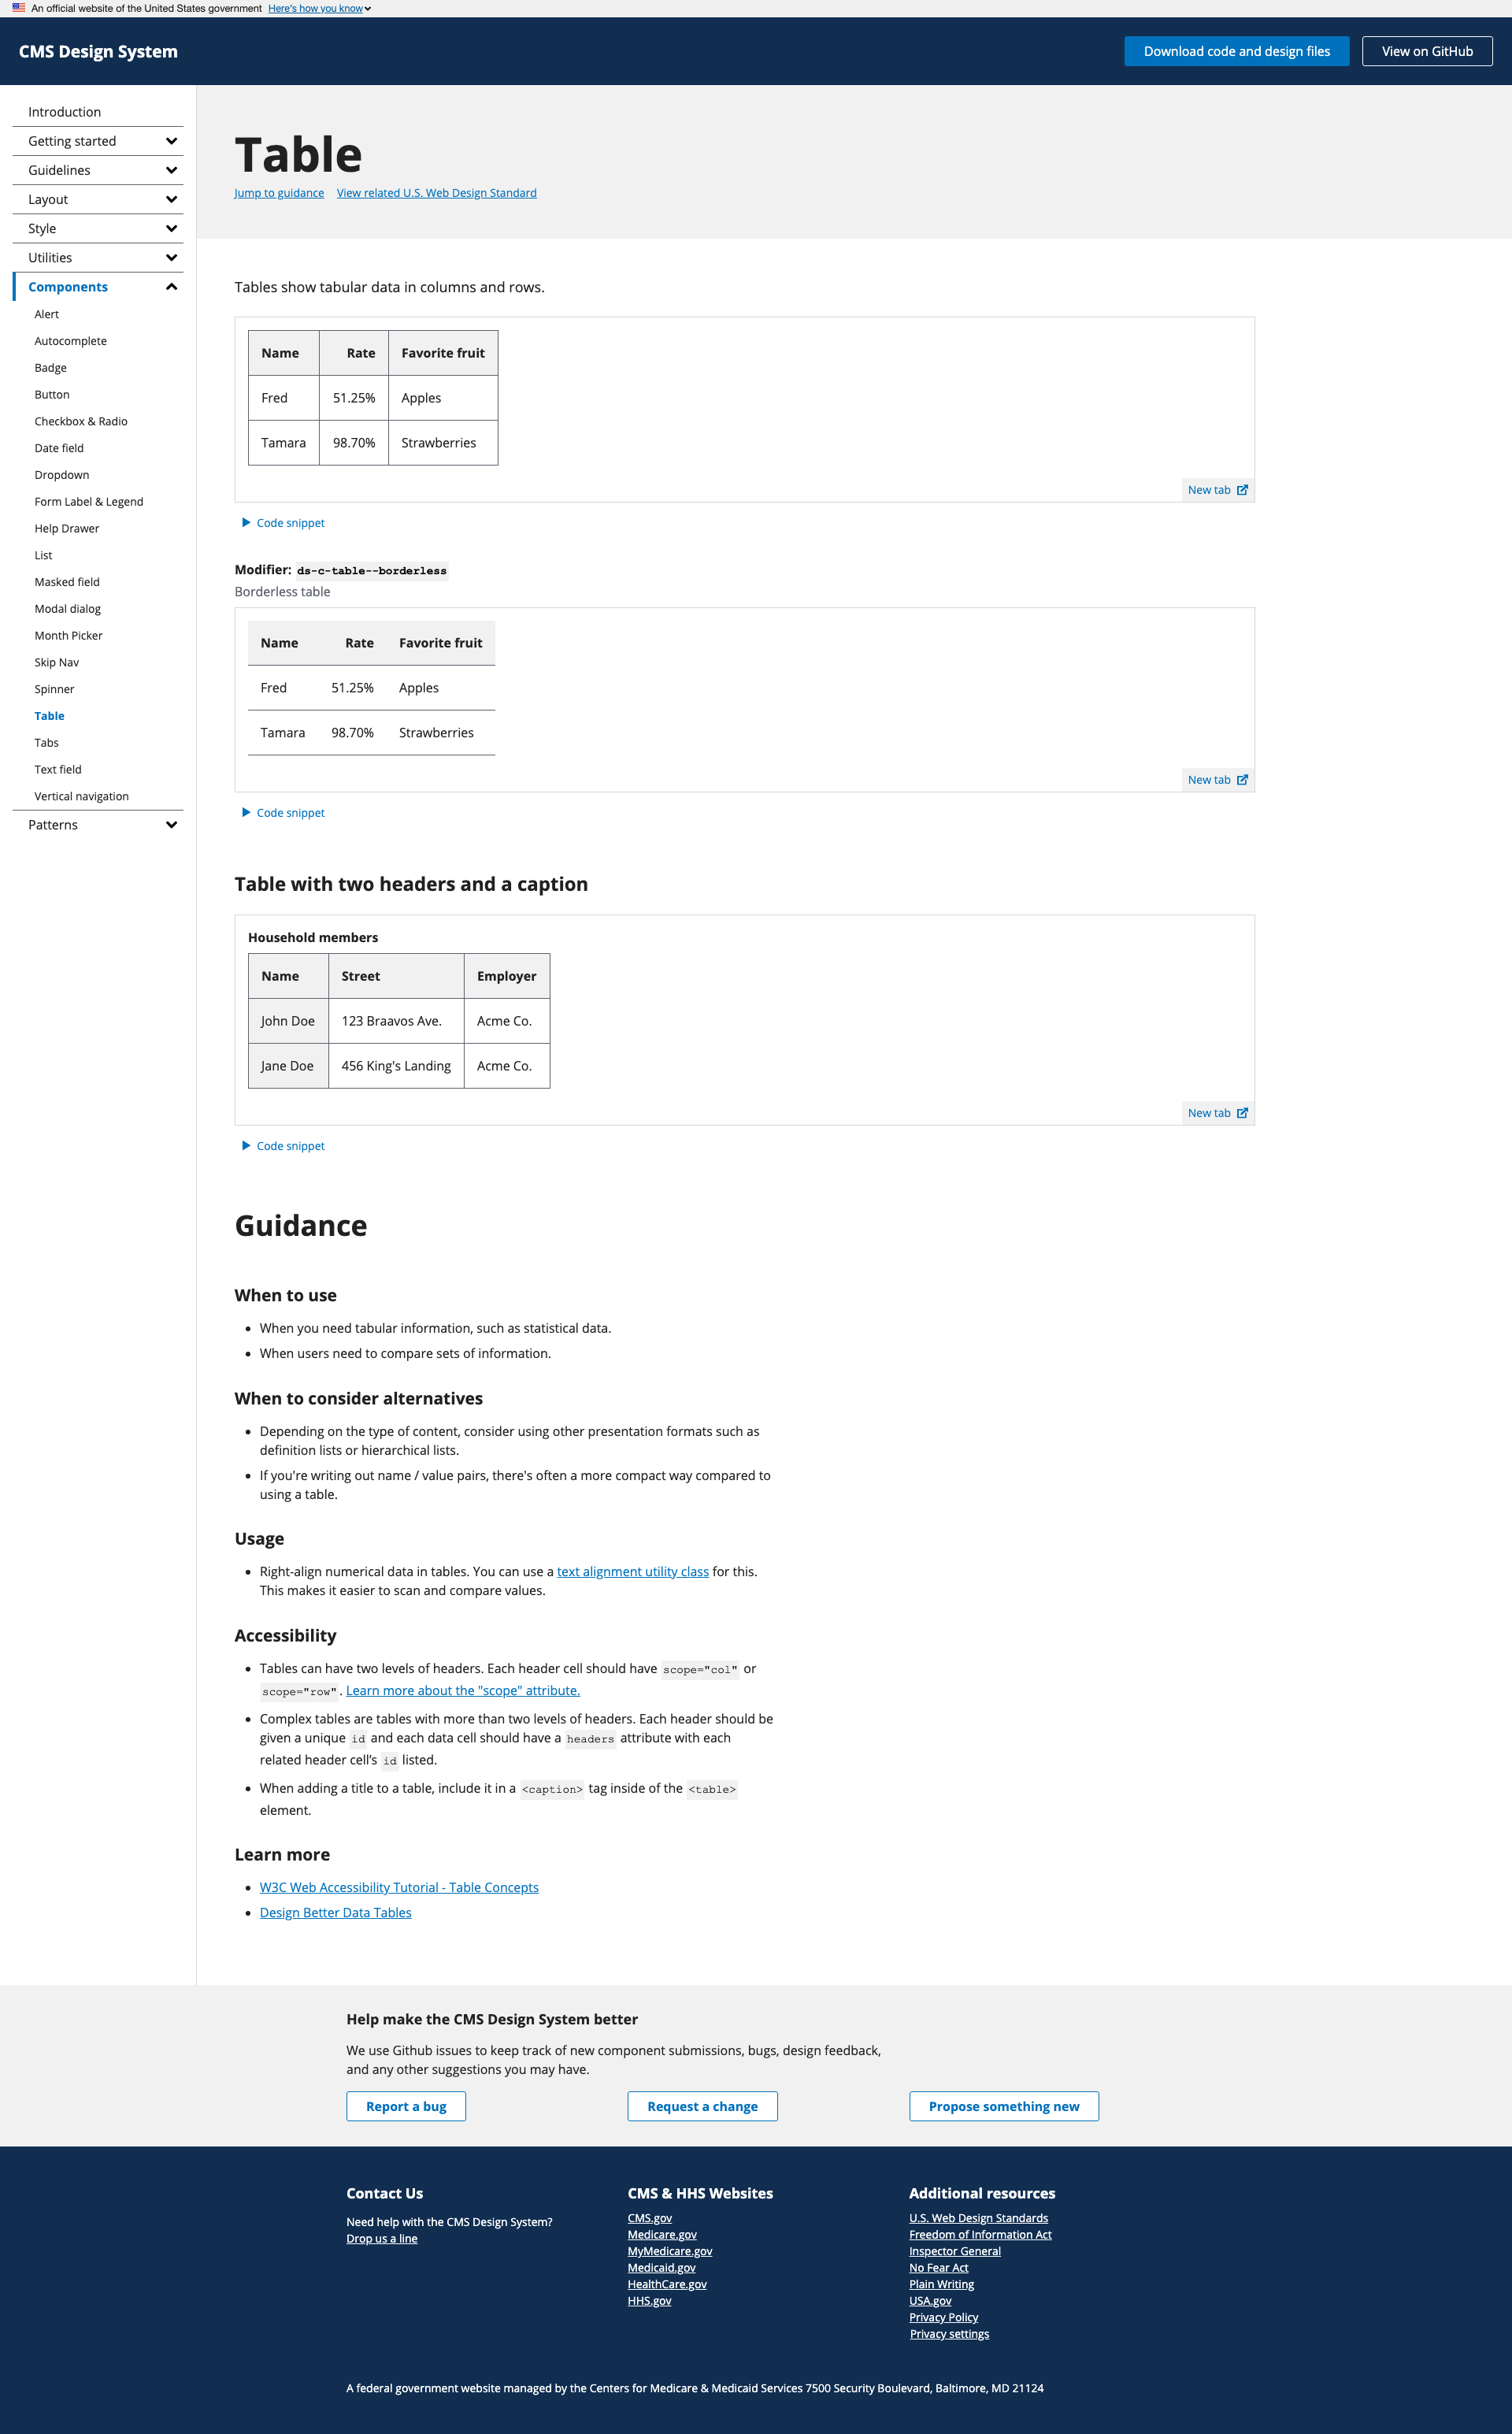 An official website of the United States government Here's how you know
CMS Design System
Download code and design files
View on GitHub
Introduction
Getting started
Guidelines
Layout
Style
Utilities
Components
Alert
Autocomplete
Badge
Button
Checkbox & Radio
Date field
Dropdown
Form Label & Legend
Help Drawer
List
Masked field
Modal dialog
Month Picker
Skip Nav
Spinner
Table
Tabs
Text field
Vertical navigation
Patterns
Table
Jump to guidance View related U.S. Web Design Standard
Tables show tabular data in columns and rows.
Name Rate Favorite fruit
Fred 51.25% Apples
Tamara 98.70% Strawberries
New tab
Code snippet
Modifier: ds-c-table--borderless
Borderless table
Name Rate Favorite fruit
Fred 51.25% Apples
Tamara 98.70% Strawberries
New tab
Code snippet
Table with two headers and a caption
Household members
Name Street Employer
John Doe 123 Braavos Ave. Acme Co.
Jane Doe 456 King's Landing Acme Co.
New tab
Code snippet
Guidance
When to use
When you need tabular information, such as statistical data.
When users need to compare sets of information.
When to consider alternatives
Depending on the type of content, consider using other presentation formats such as
definition lists or hierarchical lists.
If you're writing out name / value pairs, there's often a more compact way compared to
using a table.
Usage
Right-align numerical data in tables. You can use a text alignment utility class for this.
This makes it easier to scan and compare values.
Accessibility
Tables can have two levels of headers. Each header cell should have scope="col" or
scope="row". Learn more about the "scope" attribute.
Complex tables are tables with more than two levels of headers. Each header should be
given a unique id and each data cell should have a headers attribute with each
related header cell’s id listed.
When adding a title to a table, include it in a <caption> tag inside of the <table>
element.
Learn more
W3C Web Accessibility Tutorial - Table Concepts
Design Better Data Tables
Help make the CMS Design System better
We use Github issues to keep track of new component submissions, bugs, design feedback,
and any other suggestions you may have.
Report a bug
Request a change
Propose something new
Contact Us
Need help with the CMS Design System?
Drop us a line
CMS & HHS Websites
CMS.gov
Medicare.gov
MyMedicare.gov
Medicaid.gov
HealthCare.gov
HHS.gov
Additional resources
U.S. Web Design Standards
Freedom of Information Act
Inspector General
No Fear Act
Plain Writing
USA.gov
Privacy Policy
Privacy settings
A federal government website managed by the Centers for Medicare & Medicaid Services 7500 Security Boulevard, Baltimore, MD 21124